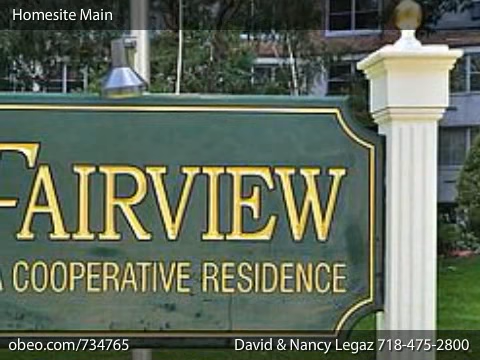 Homesite Main
FAIRVIEW
A COOPERATIVE RESIDENCE
obeo.com/734765
David & Nancy Legaz 718-475-2800